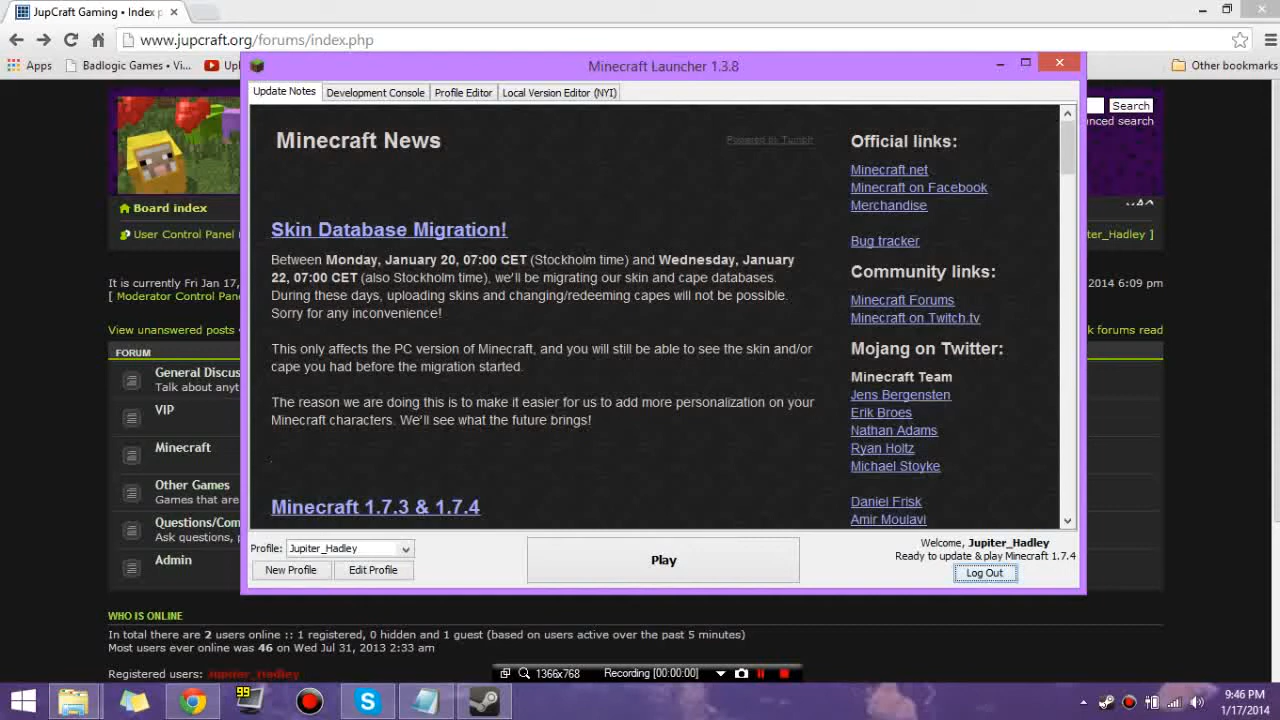 JupCraft Gaming • Index p
www.jupcraft.org/forums/index.php
Apps
Badlogic Games » Vi...
Up
Other bookmarks
Minecraft Launcher 1.3.8
Update Notes
Development Console
Profile Editor
Local Version Editor (NYI)
Search
anced search
Minecraft News
Powered by Tumblr
Skin Database Migration!
Between Monday, January 20, 07:00 CET (Stockholm time) and Wednesday, January
22, 07:00 CET (also Stockholm time), we'll be migrating our skin and cape databases.
During these days, uploading skins and changing/redeeming capes will not be possible.
Sorry for any inconvenience!
This only affects the PC version of Minecraft, and you will still be able to see the skin and/or
cape you had before the migration started.
The reason we are doing this is to make it easier for us to add more personalization on your
Minecraft characters. We'll see what the future brings!
Minecraft 1.7.3 & 1.7.4
Official links:
Minecraft.net
Minecraft on Facebook
Merchandise
Bug tracker
Community links:
Minecraft Forums
Minecraft on Twitch.tv
Mojang on Twitter:
Minecraft Team
Jens Bergensten
Erik Broes
Nathan Adams
Ryan Holtz
Michael Stoyke
Daniel Frisk
Amir Moulavi
Profile:
Jupiter_Hadley
New Profile
Edit Profile
Play
Welcome, Jupiter_Hadley
Ready to update & play Minecraft 1.7.4
Log Out
Board index
User Control Panel
ter_Hadley ]
It is currently Fri Jan 17,
2014 6:09 pm
[ Moderator Control Pan
View unanswered posts •
k forums read
FORUM
General Discus
Talk about anyt
VIP
Minecraft
Other Games
Games that are
Questions/Com
Ask questions, p
Admin
WHO IS ONLINE
In total there are 2 users online :: 1 registered, 0 hidden and 1 guest (based on users active over the past 5 minutes)
Most users ever online was 46 on Wed Jul 31, 2013 2:33 am
Registered users: Jupiter_Hadley
1366x768
Recording [00:00:00]
99
9:46 PM
1/17/2014